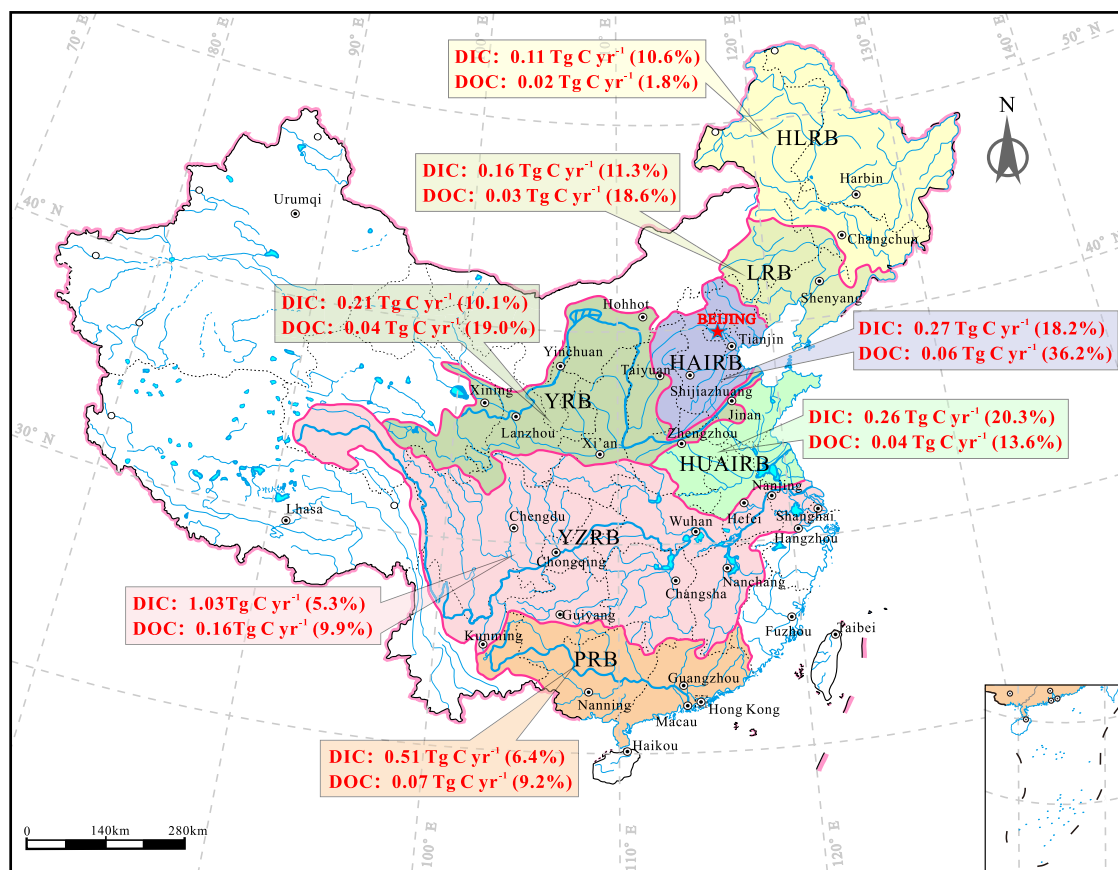 70° E
80° E
90° E
100° E
110° E
120° E
130° E
140° E
50° N
DIC: 0.11 Tg C yr⁻¹ (10.6%)
DOC: 0.02 Tg C yr⁻¹ (1.8%)
N
HLRB
Harbin
DIC: 0.16 Tg C yr⁻¹ (11.3%)
DOC: 0.03 Tg C yr⁻¹ (18.6%)
Urumqi
40° N
Changchun
40° N
LRB
Shenyang
DIC: 0.21 Tg C yr⁻¹ (10.1%)
DOC: 0.04 Tg C yr⁻¹ (19.0%)
Hohhot
BEIJING
Tianjin
DIC: 0.27 Tg C yr⁻¹ (18.2%)
DOC: 0.06 Tg C yr⁻¹ (36.2%)
Yinchuan
Taiyuan
HAIRB
Shijiazhuang
Xining
YRB
Jinan
DIC: 0.26 Tg C yr⁻¹ (20.3%)
DOC: 0.04 Tg C yr⁻¹ (13.6%)
Lanzhou
Xi'an
Zhengzhou
30° N
30° N
HUAIRB
Nanjing
Lhasa
Chengdu
YZRB
Wuhan
Hefei
Shanghai
Hangzhou
Chongqing
Nanchang
Changsha
DIC: 1.03Tg C yr⁻¹ (5.3%)
DOC: 0.16Tg C yr⁻¹ (9.9%)
Guiyang
Fuzhou
Taibei
Kunming
PRB
Guangzhou
Nanning
Hong Kong
Macau
Haikou
DIC: 0.51 Tg C yr⁻¹ (6.4%)
DOC: 0.07 Tg C yr⁻¹ (9.2%)
0 140km 280km
100° E
110° E
120° E